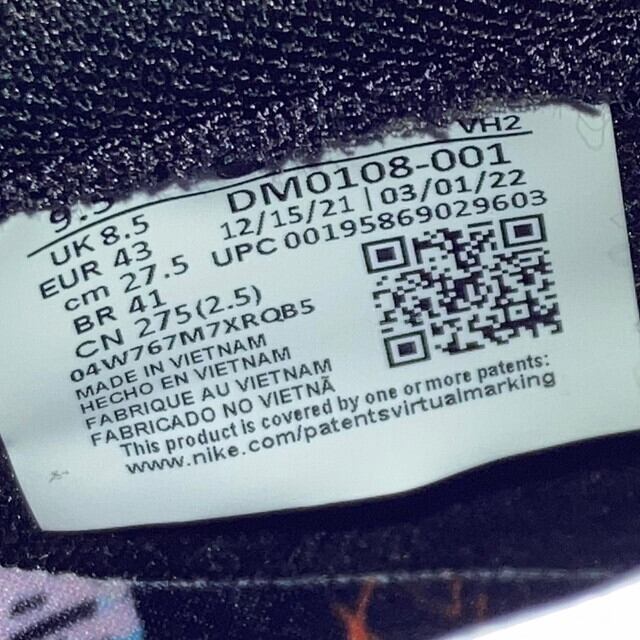 VH2
9.5
DM0108-001
UK 8.5
12/15/21 | 03/01/22
EUR 43
UPC 00195869029603
cm 27.5
BR 41
CN 275(2.5)
04W767M7XRQB5
MADE IN VIETNAM
HECHO EN VIETNAM
FABRIQUE AU VIETNAM
FABRICADO NO VIETNÃ
This product is covered by one or more patents:
www.nike.com/patentsvirtualmarking